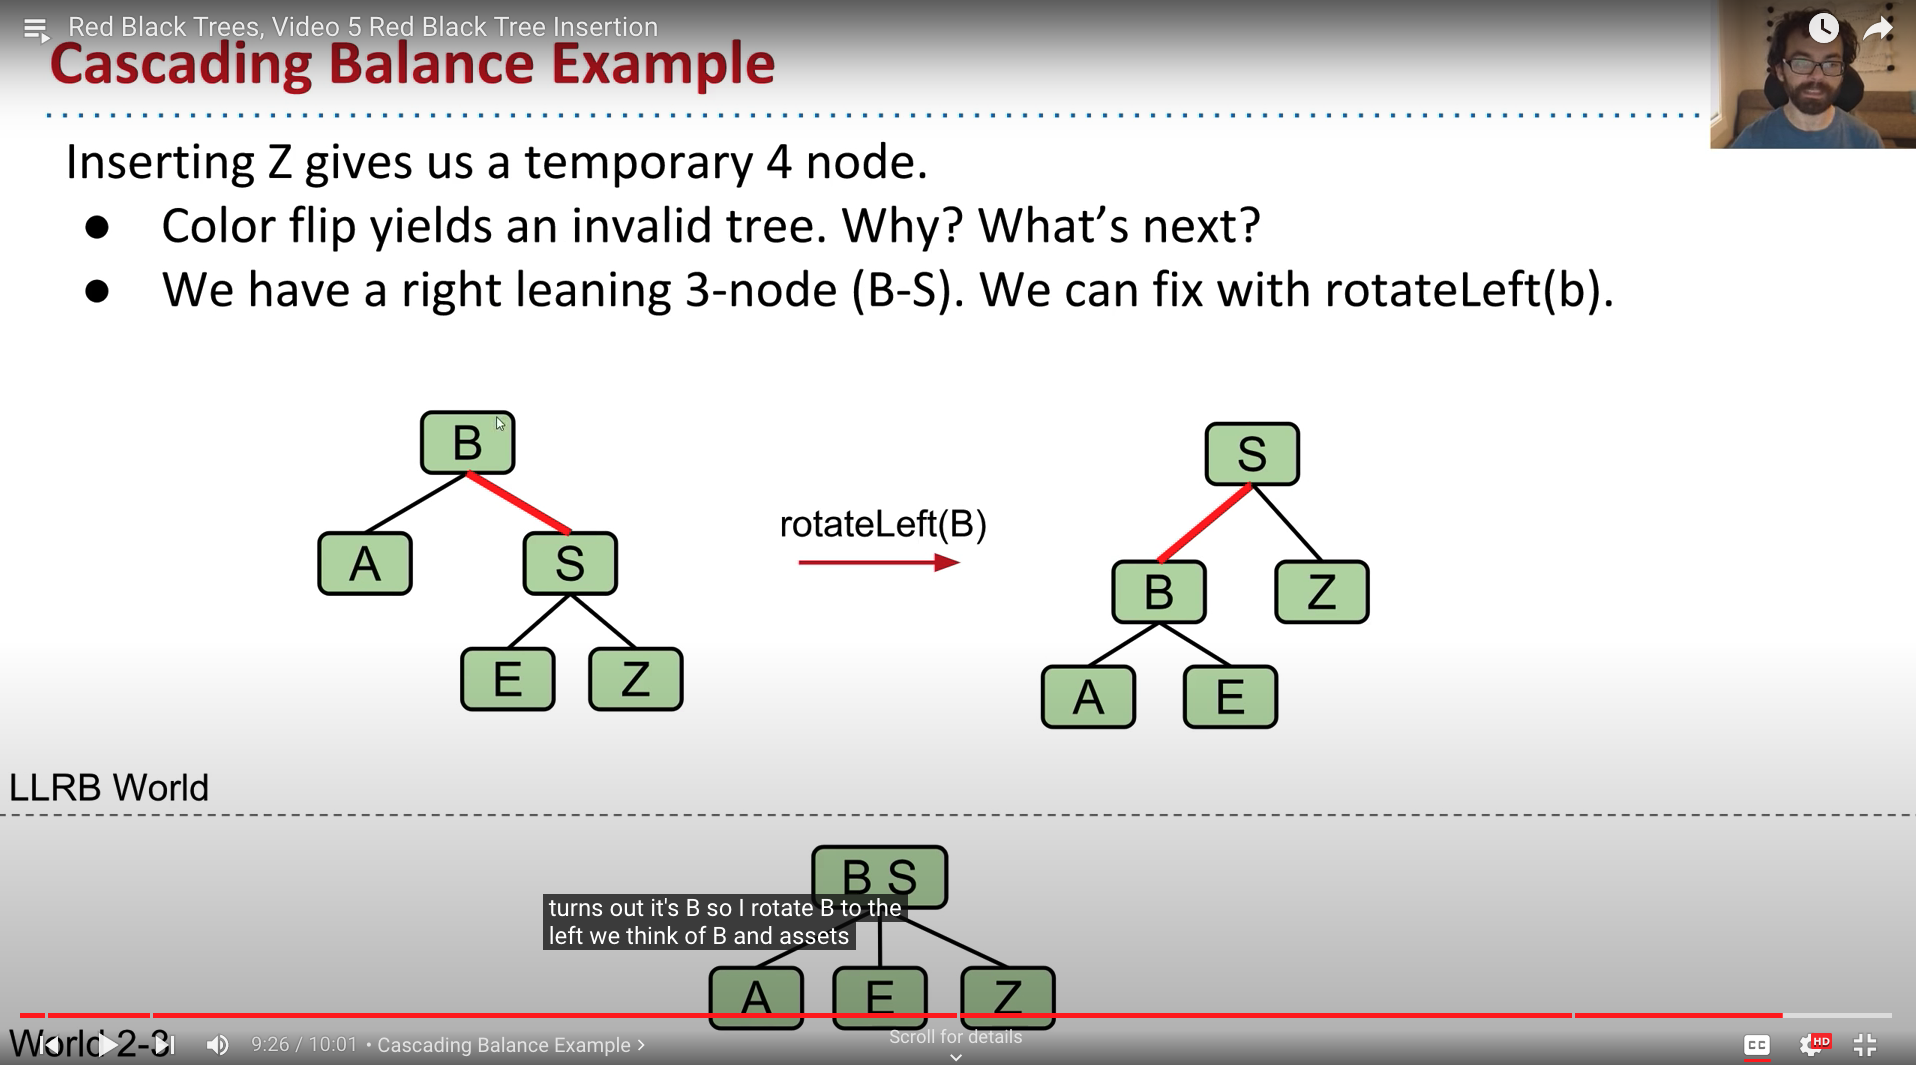 Red Black Trees, Video 5 Red Black Tree Insertion
Cascading Balance Example
Inserting Z gives us a temporary 4 node.
● Color flip yields an invalid tree. Why? What's next?
● We have a right leaning 3-node (B-S). We can fix with rotateLeft(b).
B
A
S
E
Z
rotateLeft(B)
S
B
Z
A
E
LLRB World
B S
turns out it's B so I rotate B to the
left we think of B and assets
A
E
Z
World 2-3
9:26 / 10:01 • Cascading Balance Example
Scroll for details
CC
HD